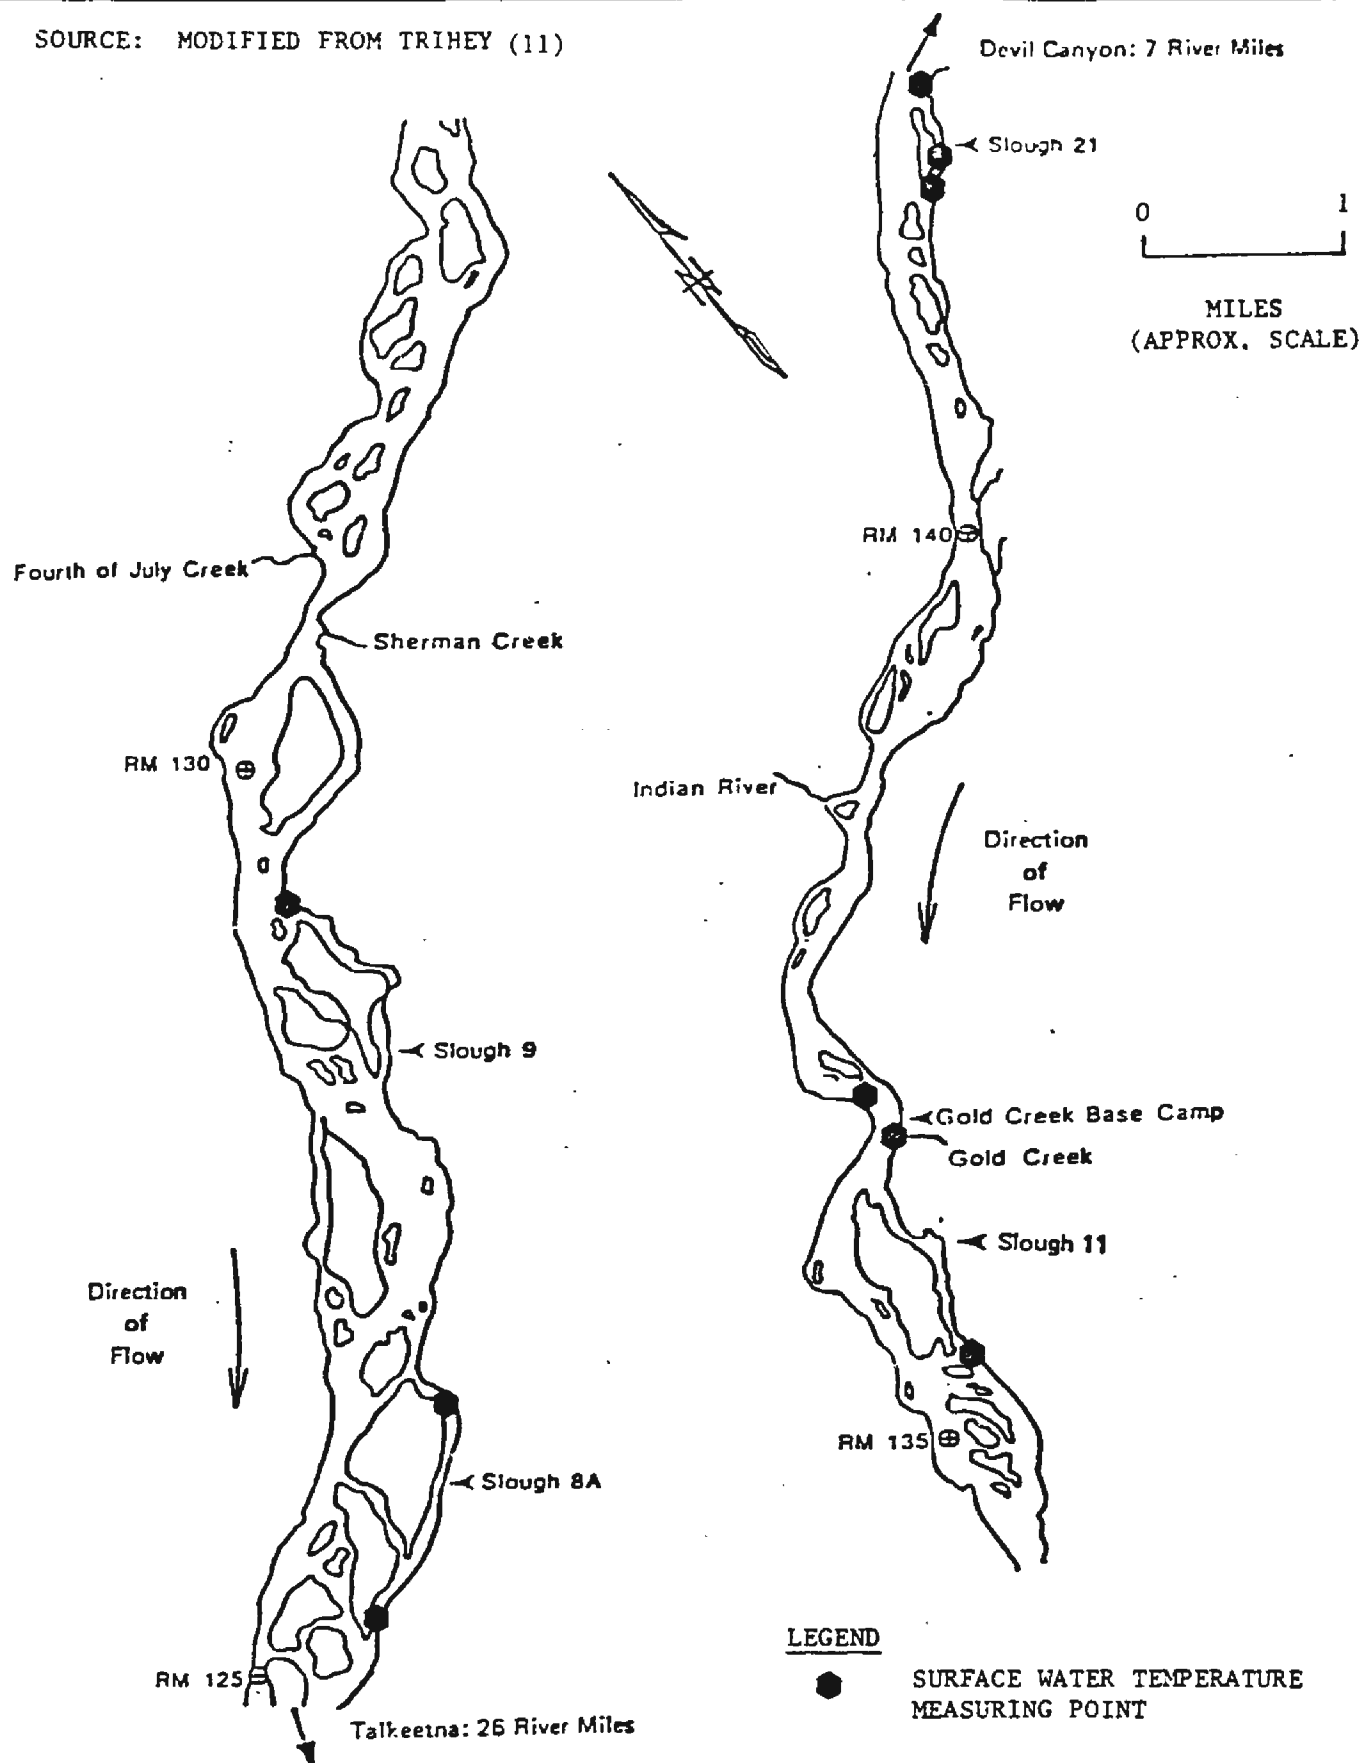 SOURCE: MODIFIED FROM TRIHEY (11)
Devil Canyon: 7 River Miles
Slough 21
0 1
MILES
(APPROX. SCALE)
RM 140
Fourth of July Creek
Sherman Creek
RM 130
Indian River
Direction
of
Flow
Slough 9
Gold Creek Base Camp
Gold Creek
Slough 11
Direction
of
Flow
RM 135
Slough 8A
RM 125
Talkeetna: 26 River Miles
LEGEND
SURFACE WATER TEMPERATURE
MEASURING POINT